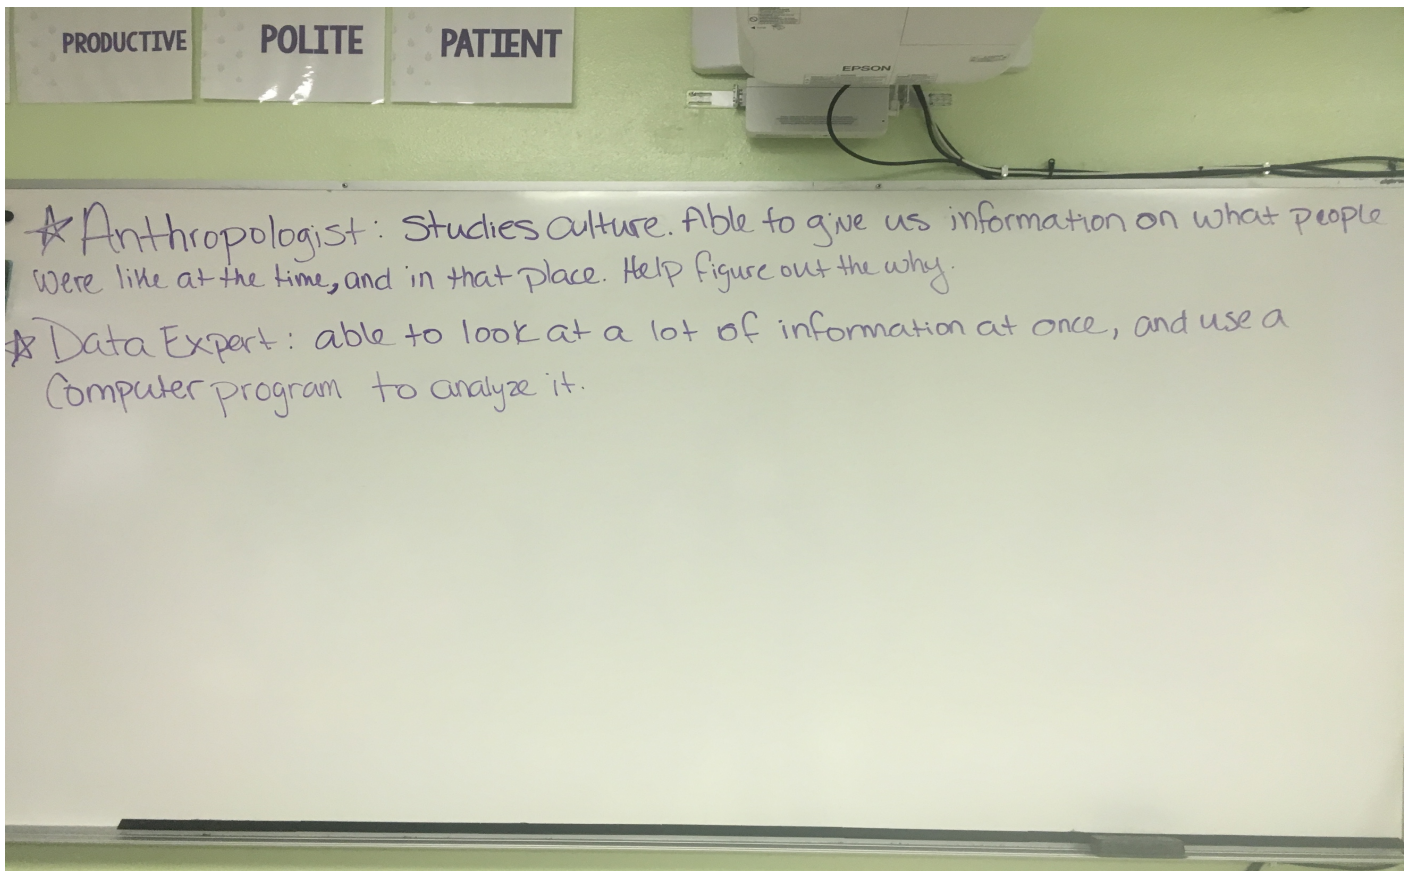 PRODUCTIVE POLITE PATIENT
EPSON
☆ Anthropologist: Studies Culture. Able to give us information on what people
were like at the time, and in that place. Help figure out the why.
☆ Data Expert: able to look at a lot of information at once, and use a
Computer program to analyze it.